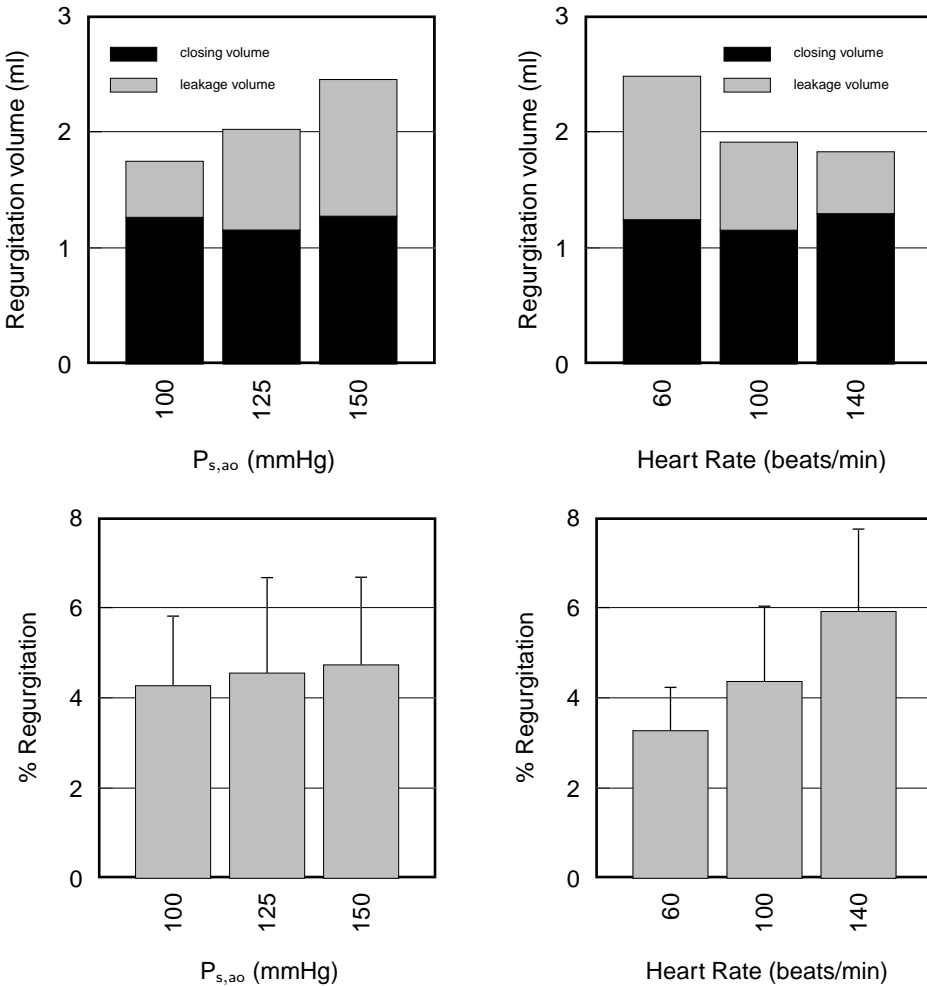 3
2
1
0
Regurgitation volume (ml)
closing volume
leakage volume
100
125
150
P s,ao (mmHg)
3
2
1
0
Regurgitation volume (ml)
closing volume
leakage volume
60
100
140
Heart Rate (beats/min)
8
6
4
2
0
% Regurgitation
100
125
150
P s,ao (mmHg)
8
6
4
2
0
% Regurgitation
60
100
140
Heart Rate (beats/min)